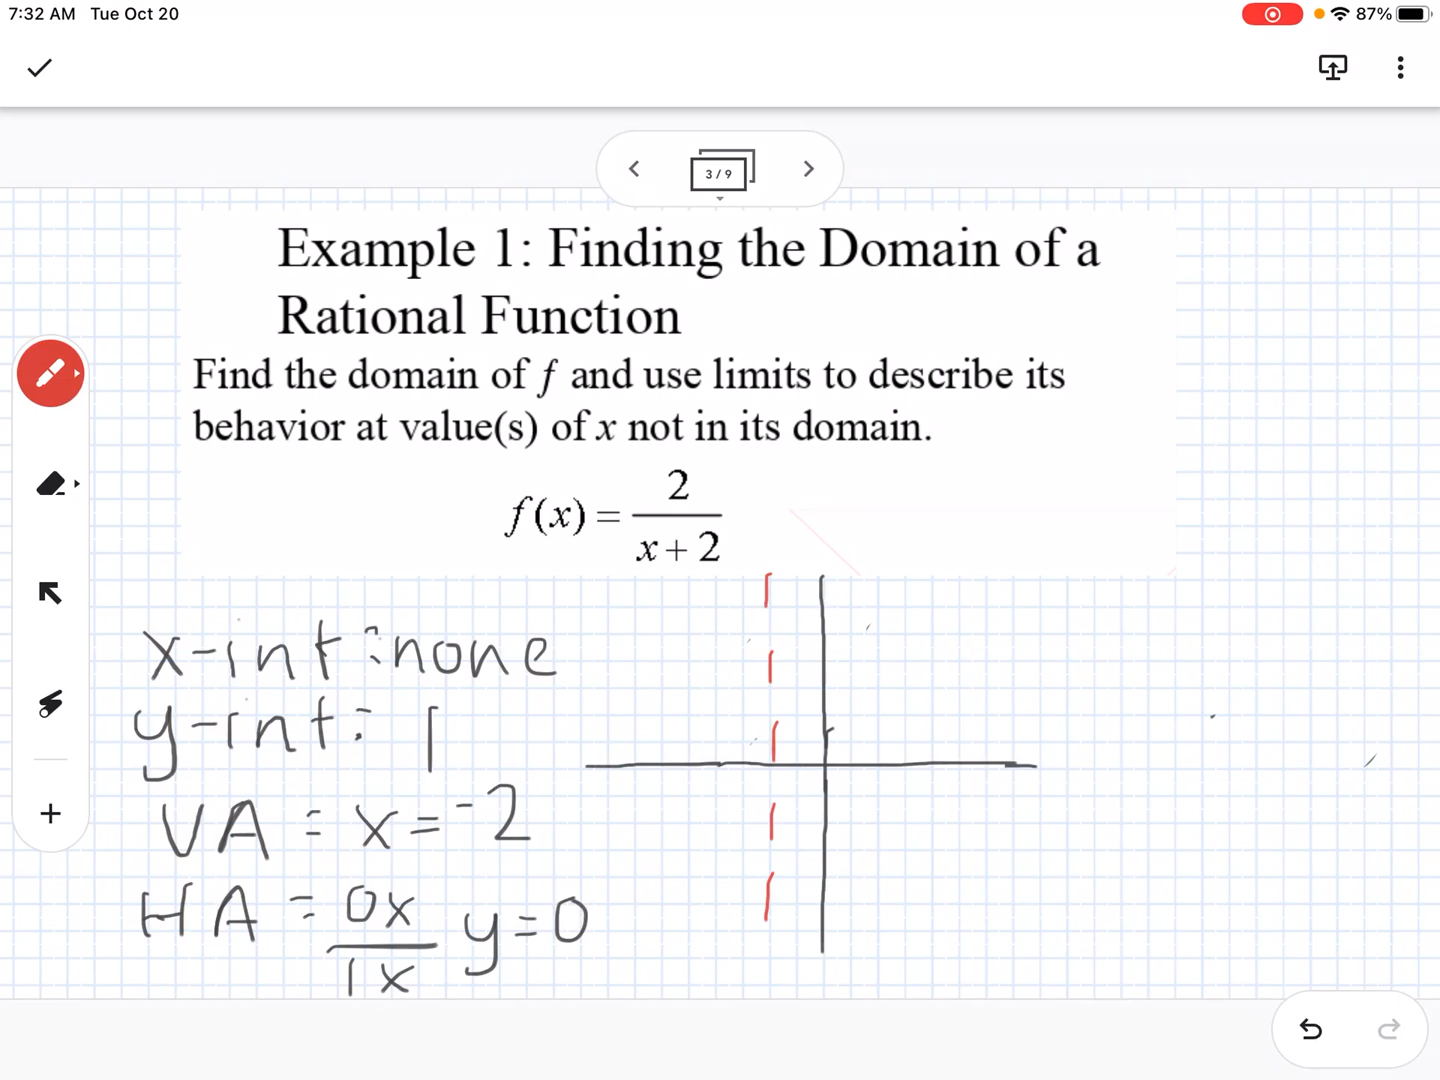 7:32 AM Tue Oct 20 87%
3 / 9
Example 1: Finding the Domain of a
Rational Function
Find the domain of f and use limits to describe its
behavior at value(s) of x not in its domain.
f(x) = 2/(x + 2)
x-int: none
y-int: 1
VA = x = -2
HA = 0x/1x y = 0